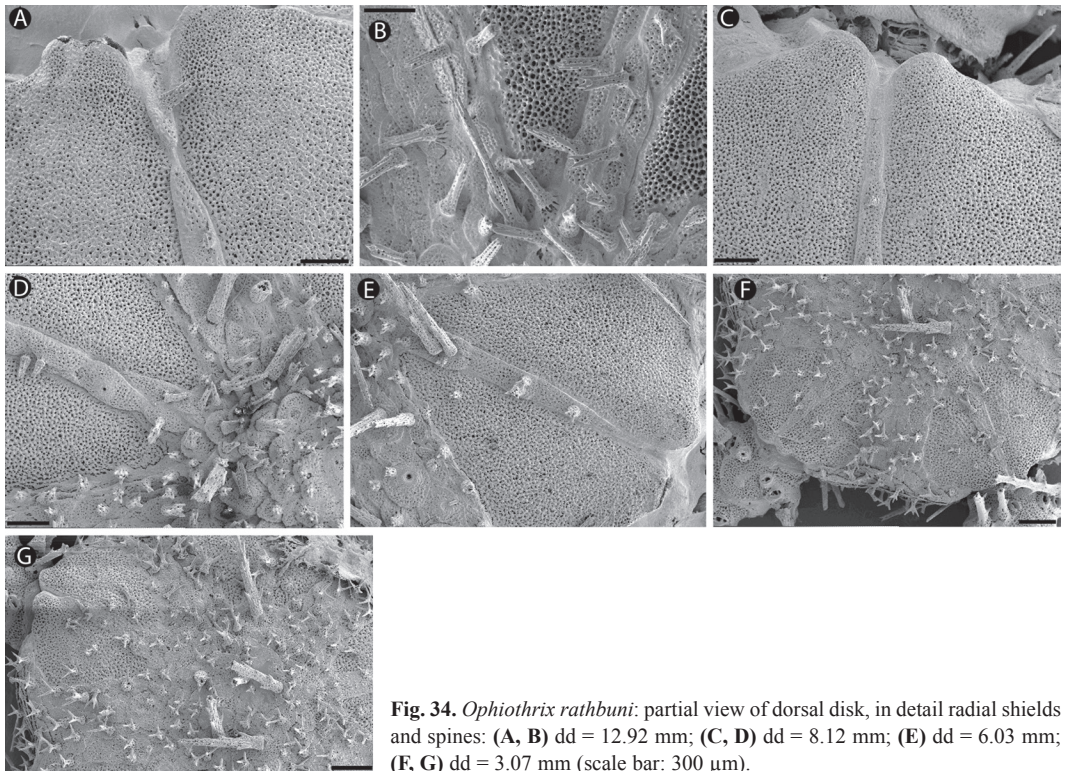 A
B
C
D
E
F
G
Fig. 34. Ophiothrix rathbuni: partial view of dorsal disk, in detail radial shields
and spines: (A, B) dd = 12.92 mm; (C, D) dd = 8.12 mm; (E) dd = 6.03 mm;
(F, G) dd = 3.07 mm (scale bar: 300 µm).